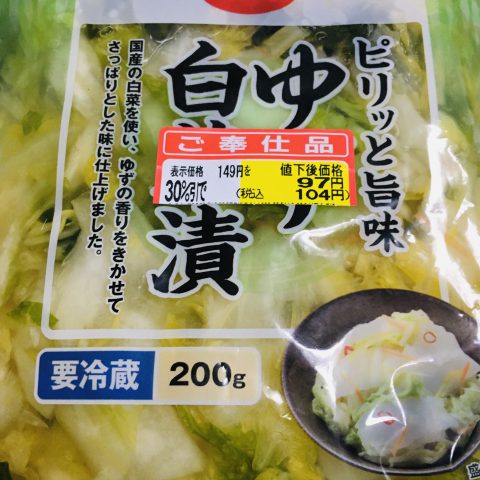 ピリッと旨味
ゆず
白菜漬
国産の白菜を使い、ゆずの香りをきかせて
さっぱりとした味に仕上げました。
ご奉仕品
表示価格 149円を
30%引で
値下後価格
97円
(税込 104円)
要冷蔵
200g
盛